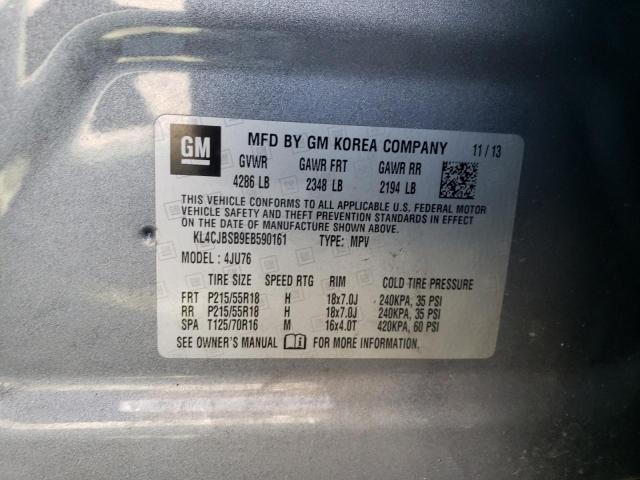 GM MFD BY GM KOREA COMPANY 11 / 13
GVWR GAWR FRT GAWR RR
4286 LB 2348 LB 2194 LB
THIS VEHICLE CONFORMS TO ALL APPLICABLE U.S. FEDERAL MOTOR
VEHICLE SAFETY AND THEFT PREVENTION STANDARDS IN EFFECT
ON THE DATE OF MANUFACTURE SHOWN ABOVE.
KL4CJBSB9EB590161 TYPE: MPV
MODEL : 4JU76
TIRE SIZE SPEED RTG RIM COLD TIRE PRESSURE
FRT P215/55R18 H 18x7.0J 240KPA, 35 PSI
RR P215/55R18 H 18x7.0J 240KPA, 35 PSI
SPA T125/70R16 M 16x4.0T 420KPA, 60 PSI
SEE OWNER'S MANUAL FOR MORE INFORMATION.